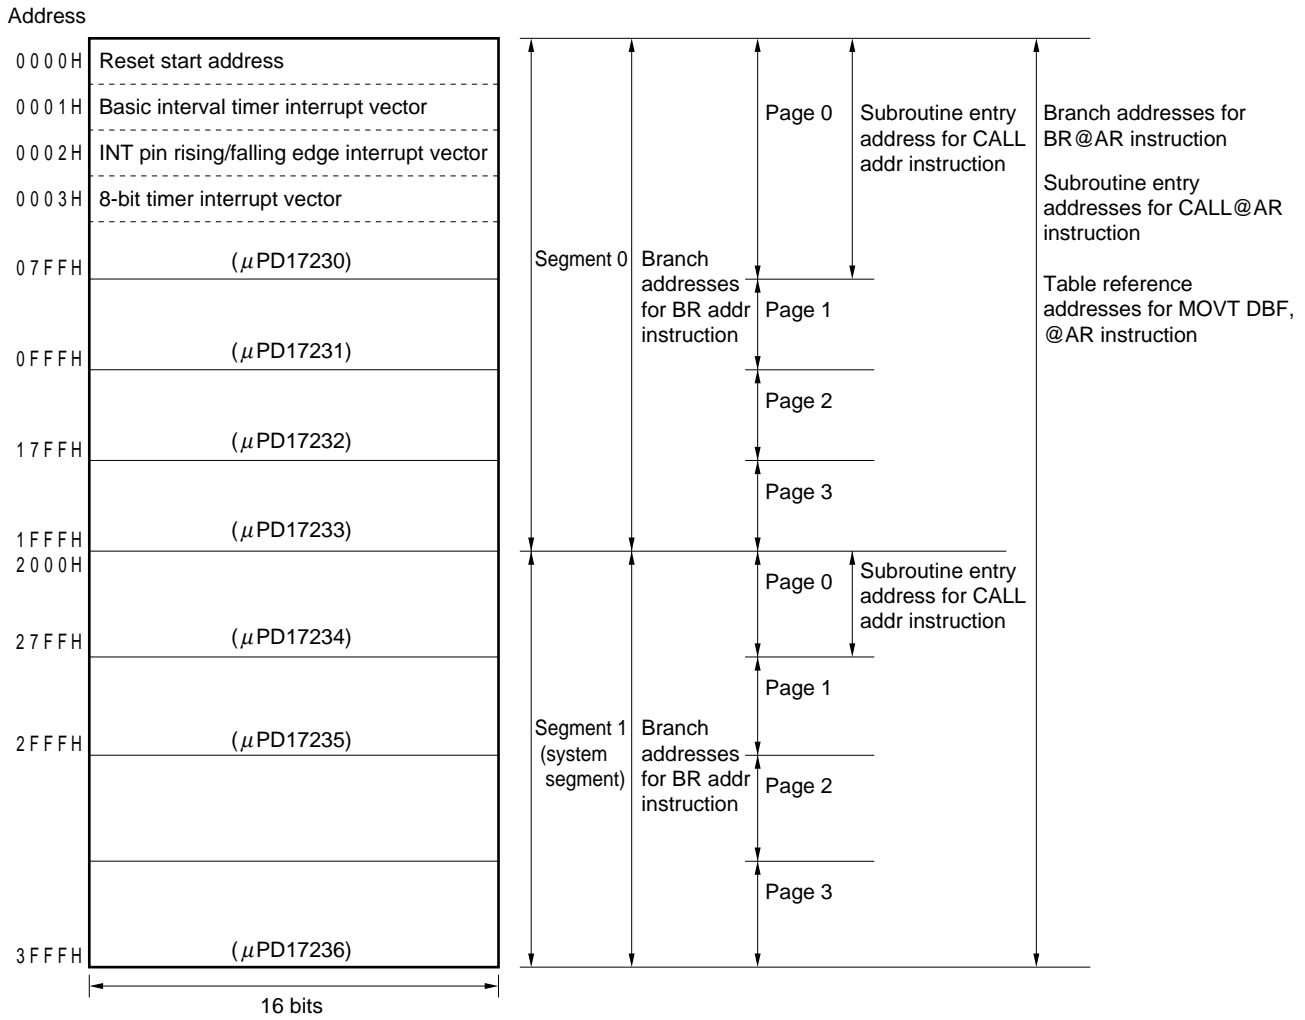 Address
0000H Reset start address
0001H Basic interval timer interrupt vector
0002H INT pin rising/falling edge interrupt vector
0003H 8-bit timer interrupt vector
07FFH (μPD17230)
0FFFH (μPD17231)
17FFH (μPD17232)
1FFFH (μPD17233)
2000H
27FFH (μPD17234)
2FFFH (μPD17235)
3FFFH (μPD17236)
16 bits
Segment 0
Branch
addresses
for BR addr
instruction
Page 0
Page 1
Page 2
Page 3
Subroutine entry
address for CALL
addr instruction
Segment 1
(system
segment)
Branch
addresses
for BR addr
instruction
Page 0
Page 1
Page 2
Page 3
Subroutine entry
address for CALL
addr instruction
Branch addresses for
BR@AR instruction
Subroutine entry
addresses for CALL@AR
instruction
Table reference
addresses for MOVT DBF,
@AR instruction